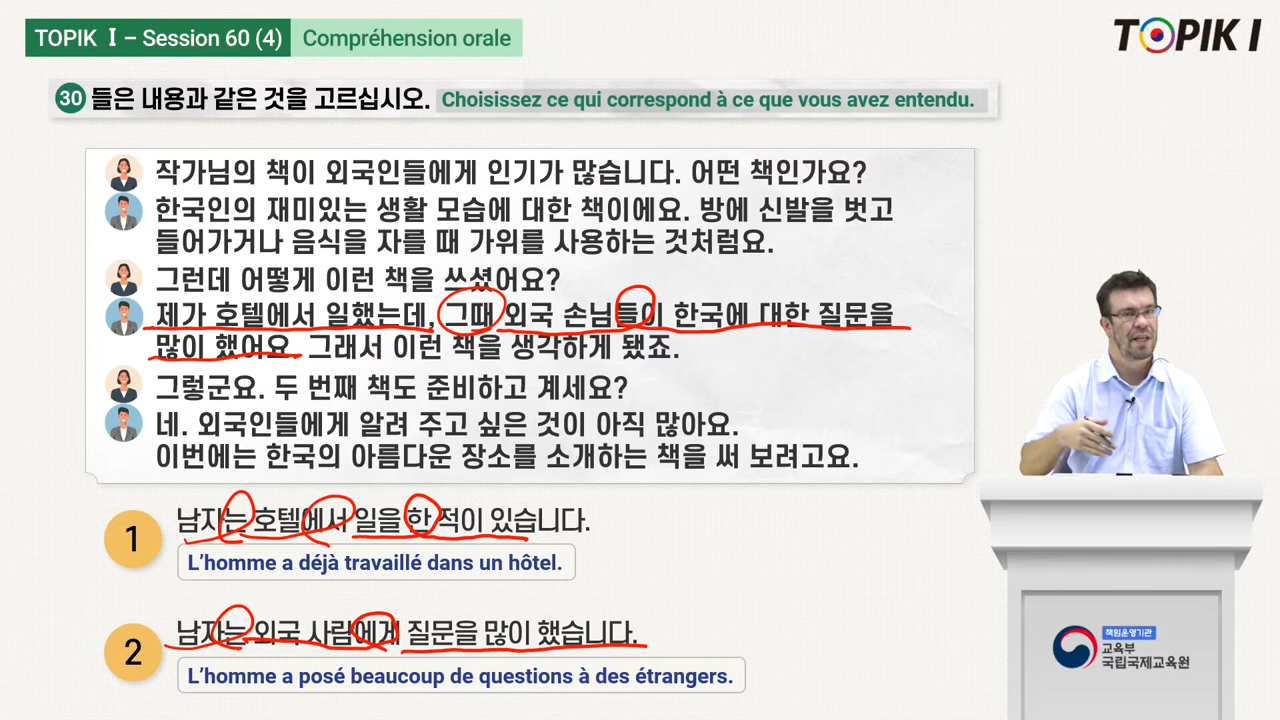 TOPIK Ⅰ – Session 60 (4) Compréhension orale
TOPIK I
30 들은 내용과 같은 것을 고르십시오. Choisissez ce qui correspond à ce que vous avez entendu.
작가님의 책이 외국인들에게 인기가 많습니다. 어떤 책인가요?
한국인의 재미있는 생활 모습에 대한 책이에요. 방에 신발을 벗고
들어가거나 음식을 자를 때 가위를 사용하는 것처럼요.
그런데 어떻게 이런 책을 쓰셨어요?
제가 호텔에서 일했는데, 그때 외국 손님들이 한국에 대한 질문을
많이 했어요. 그래서 이런 책을 생각하게 됐죠.
그렇군요. 두 번째 책도 준비하고 계세요?
네. 외국인들에게 알려 주고 싶은 것이 아직 많아요.
이번에는 한국의 아름다운 장소를 소개하는 책을 써 보려고요.
1 남자는 호텔에서 일을 한 적이 있습니다.
L’homme a déjà travaillé dans un hôtel.
2 남자는 외국 사람에게 질문을 많이 했습니다.
L’homme a posé beaucoup de questions à des étrangers.
책임운영기관
교육부
국립국제교육원